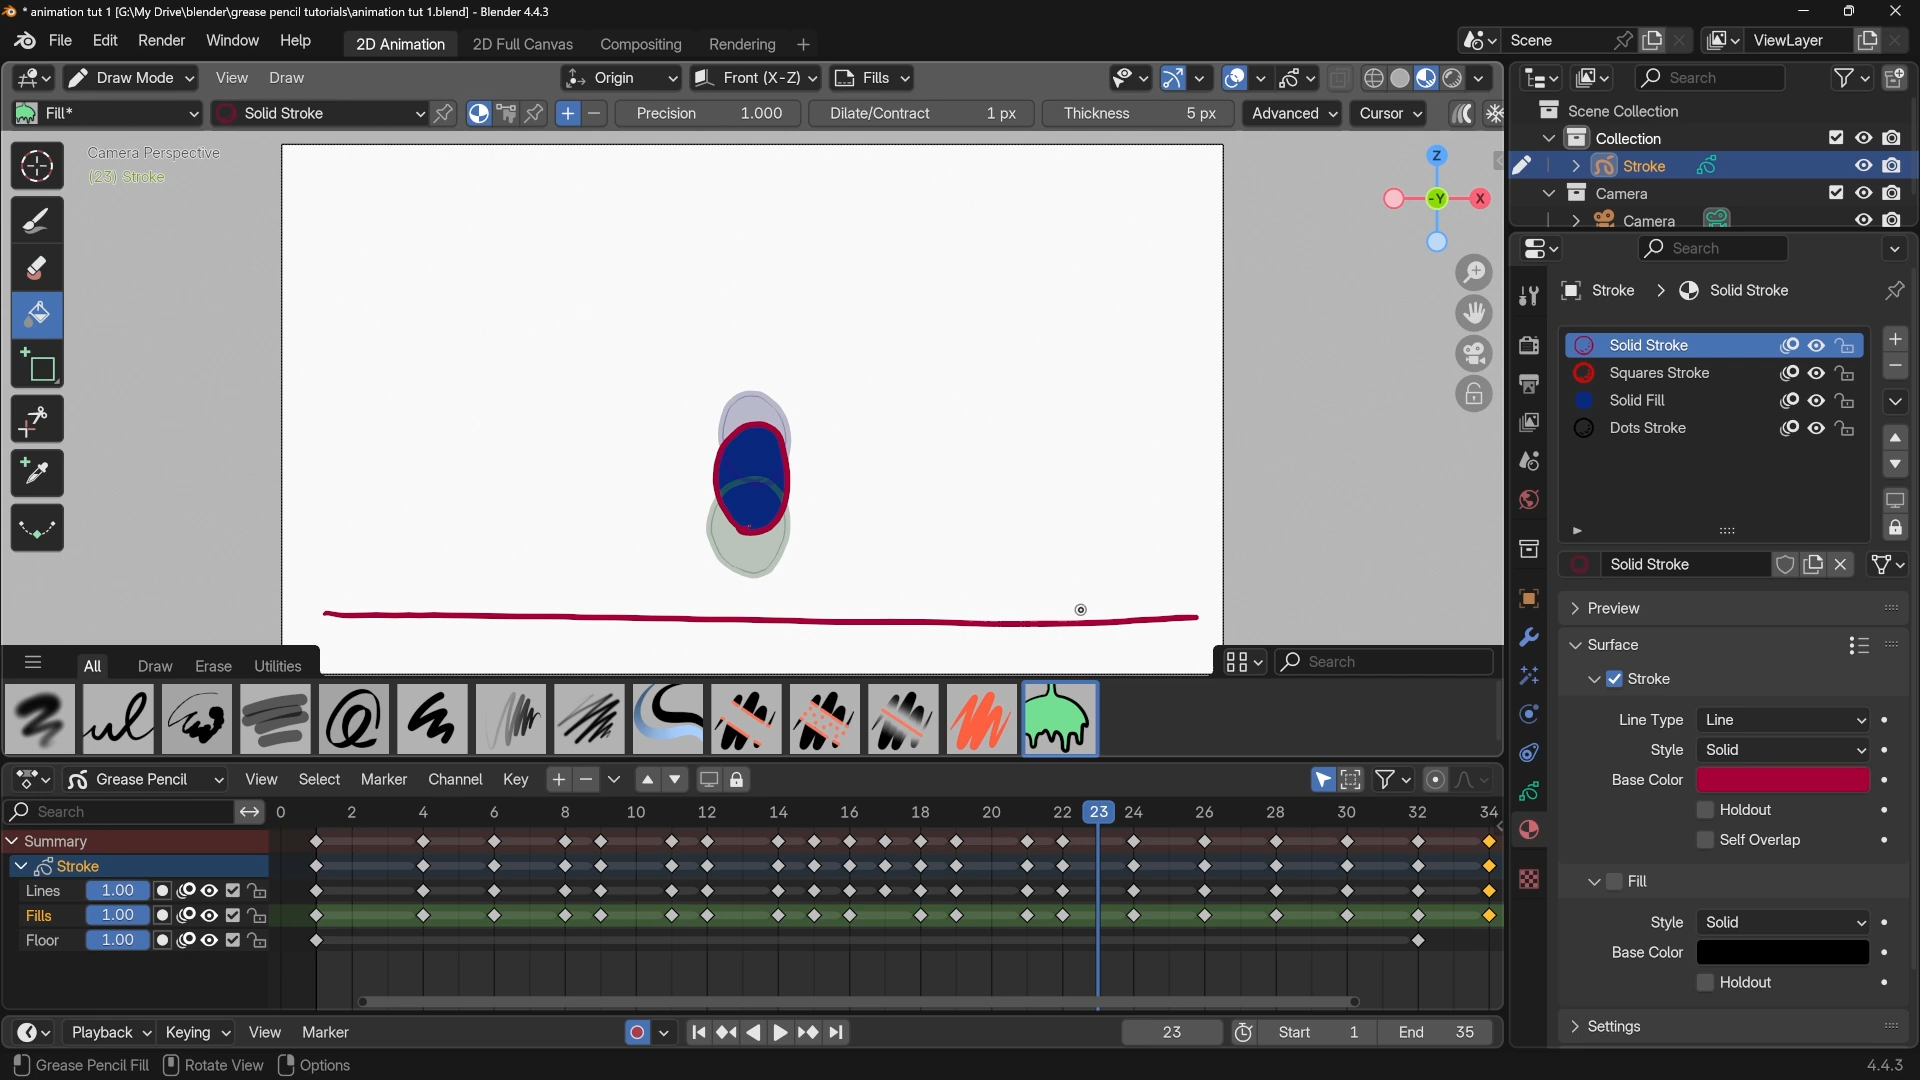 * animation tut 1 [G:\My Drive\blender\grease pencil tutorials\animation tut 1.blend] - Blender 4.4.3
File Edit Render Window Help 2D Animation 2D Full Canvas Compositing Rendering + Scene ViewLayer
Draw Mode View Draw Origin Front (X-Z) Fills Search
Fill* Solid Stroke Precision 1.000 Dilate/Contract 1 px Thickness 5 px Advanced Cursor
Scene Collection
Collection
Stroke
Camera
Camera
Camera Perspective
(23) Stroke
Z
-Y X
Search
Stroke > Solid Stroke
Solid Stroke
Squares Stroke
Solid Fill
Dots Stroke
Solid Stroke
Preview
Surface
Stroke
Line Type Line
Style Solid
Base Color
Holdout
Self Overlap
Fill
Style Solid
Base Color
Holdout
Settings
All Draw Erase Utilities Search
Grease Pencil View Select Marker Channel Key
Search 0 2 4 6 8 10 12 14 16 18 20 22 23 24 26 28 30 32 34
Summary
Stroke
Lines 1.00
Fills 1.00
Floor 1.00
Playback Keying View Marker 23 Start 1 End 35
Grease Pencil Fill Rotate View Options 4.4.3